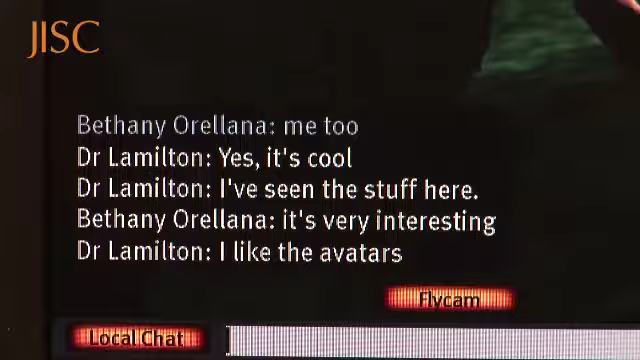 JISC
Bethany Orellana: me too
Dr Lamilton: Yes, it's cool
Dr Lamilton: I've seen the stuff here.
Bethany Orellana: it's very interesting
Dr Lamilton: I like the avatars
Flycam
Local Chat